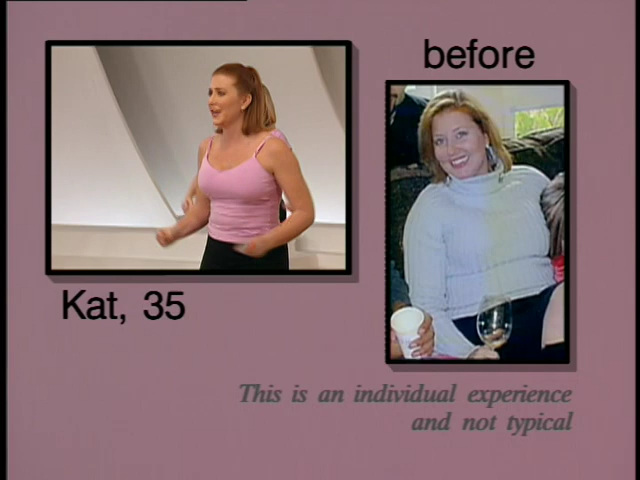 before
Kat, 35
This is an individual experience
and not typical